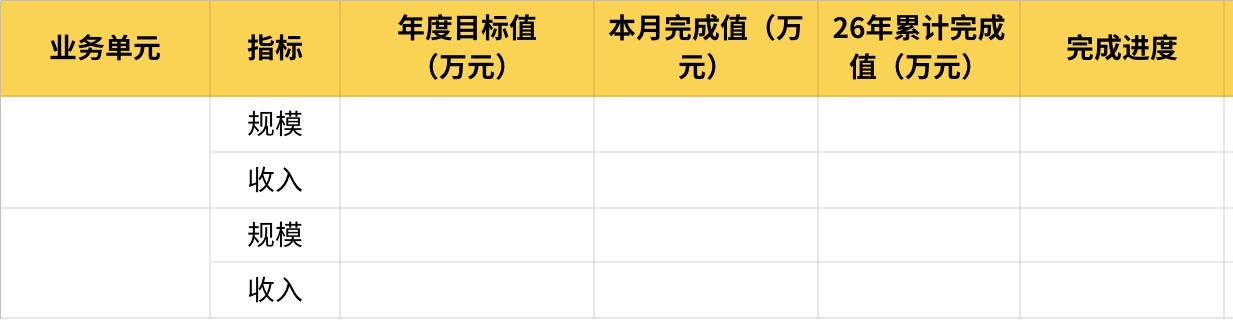 业务单元
指标
年度目标值
（万元）
本月完成值（万
元）
26年累计完成
值（万元）
完成进度
规模
收入
规模
收入